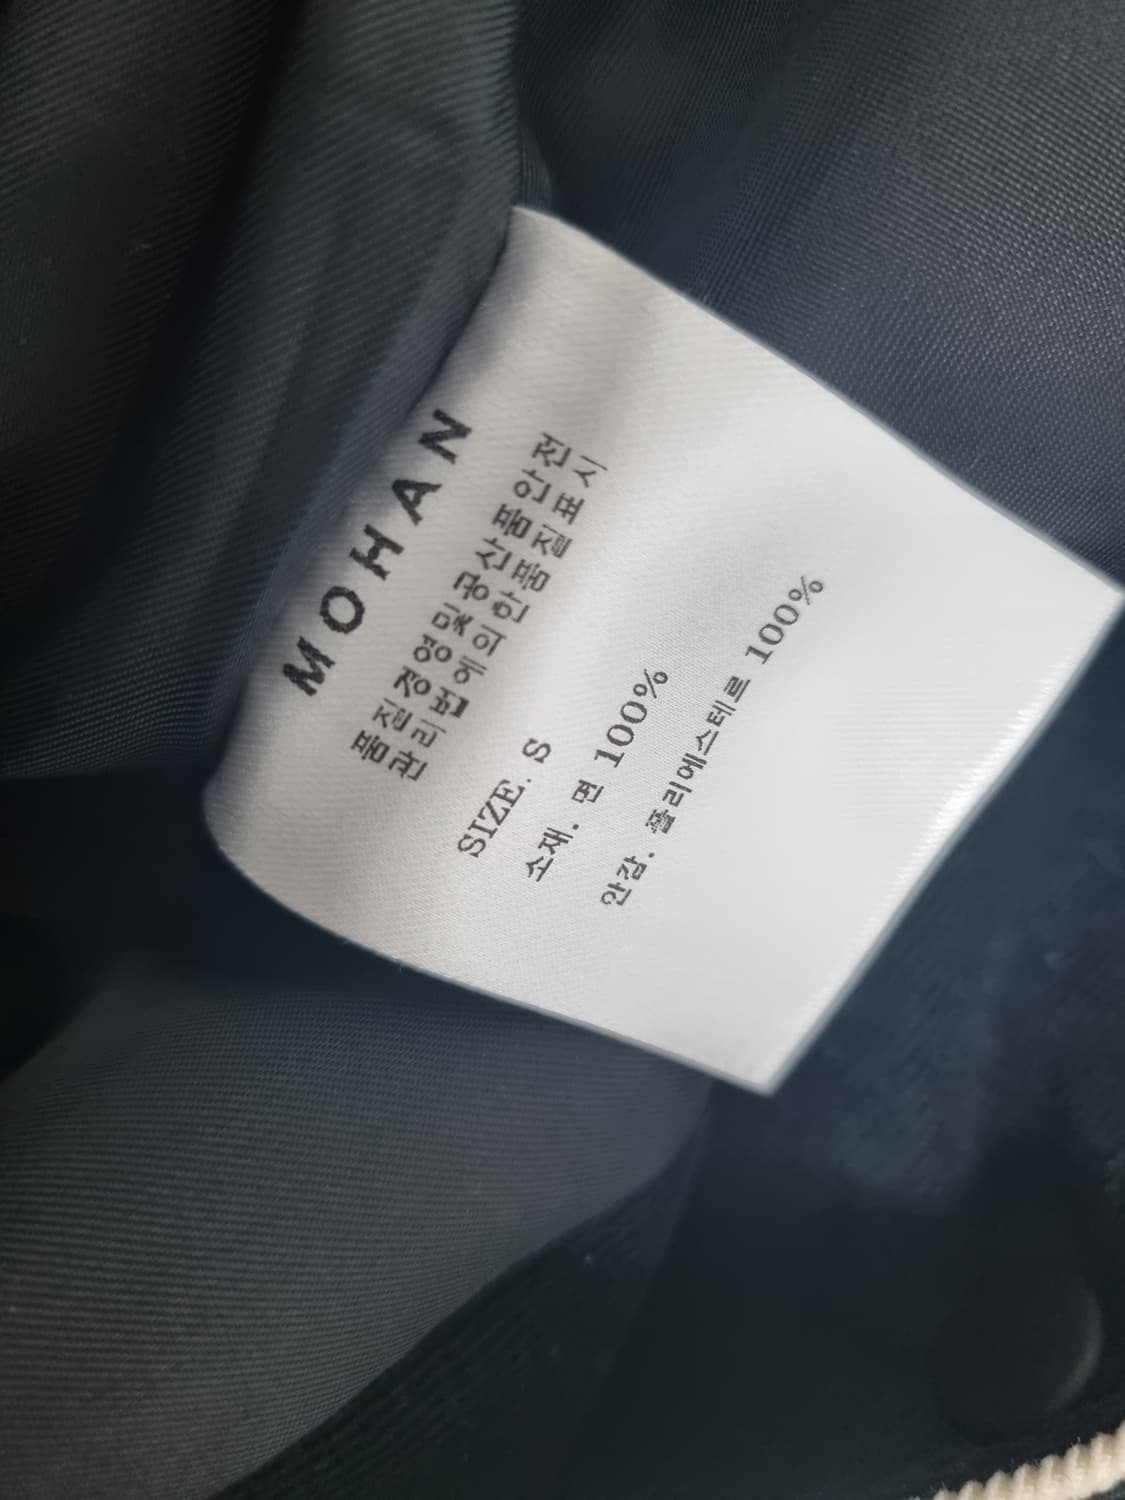 MOHAN
품질경영및공산품안전
관리법에의한품질표시
SIZE. S
소재. 면 100%
안감. 폴리에스테르 100%